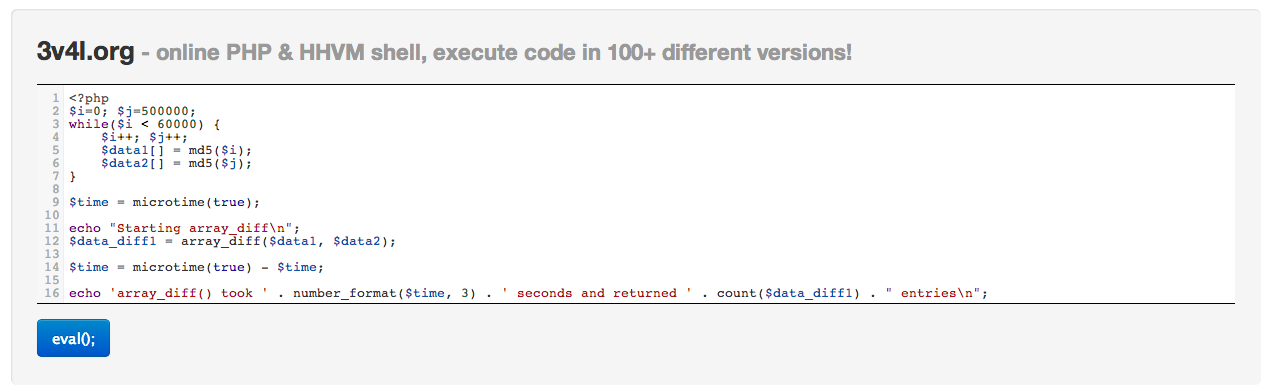 3v4l.org - online PHP & HHVM shell, execute code in 100+ different versions!
1 <?php
2 $i=0; $j=500000;
3 while($i < 60000) {
4     $i++; $j++;
5     $data1[] = md5($i);
6     $data2[] = md5($j);
7 }
8
9 $time = microtime(true);
10
11 echo "Starting array_diff\n";
12 $data_diff1 = array_diff($data1, $data2);
13
14 $time = microtime(true) - $time;
15
16 echo 'array_diff() took ' . number_format($time, 3) . ' seconds and returned ' . count($data_diff1) . " entries\n";
eval();